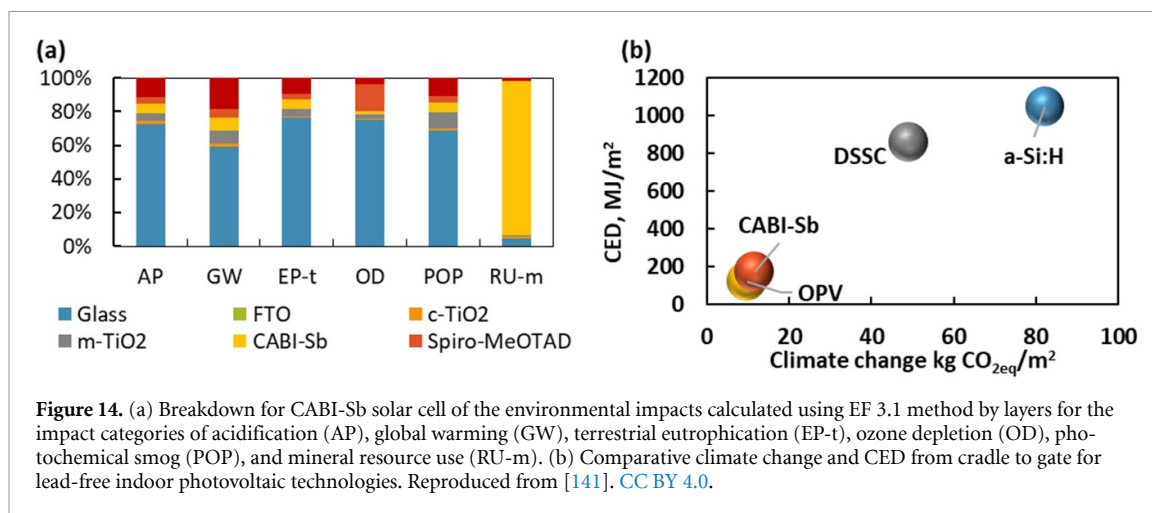 (a)
100%
80%
60%
40%
20%
0%
AP GW EP-t OD POP RU-m
Glass FTO c-TiO2
m-TiO2 CABI-Sb Spiro-MeOTAD
(b)
CED, MJ/m²
1200
1000
800
600
400
200
0
DSSC
a-Si:H
CABI-Sb
OPV
0 20 40 60 80 100
Climate change kg CO2eq/m²
Figure 14. (a) Breakdown for CABI-Sb solar cell of the environmental impacts calculated using EF 3.1 method by layers for the
impact categories of acidification (AP), global warming (GW), terrestrial eutrophication (EP-t), ozone depletion (OD), pho-
tochemical smog (POP), and mineral resource use (RU-m). (b) Comparative climate change and CED from cradle to gate for
lead-free indoor photovoltaic technologies. Reproduced from [141]. CC BY 4.0.